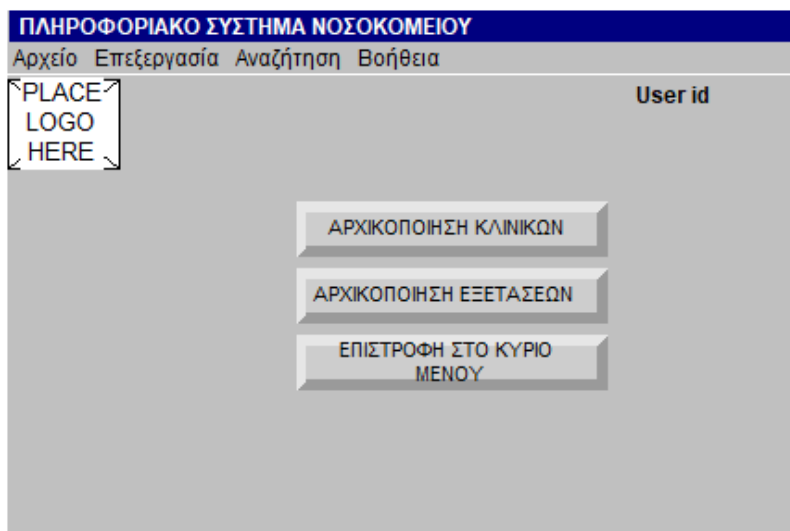 ΠΛΗΡΟΦΟΡΙΑΚΟ ΣΥΣΤΗΜΑ ΝΟΣΟΚΟΜΕΙΟΥ
Αρχείο Επεξεργασία Αναζήτηση Βοήθεια
PLACE
LOGO
HERE
User id
ΑΡΧΙΚΟΠΟΙΗΣΗ ΚΛΙΝΙΚΩΝ
ΑΡΧΙΚΟΠΟΙΗΣΗ ΕΞΕΤΑΣΕΩΝ
ΕΠΙΣΤΡΟΦΗ ΣΤΟ ΚΥΡΙΟ
ΜΕΝΟΥ